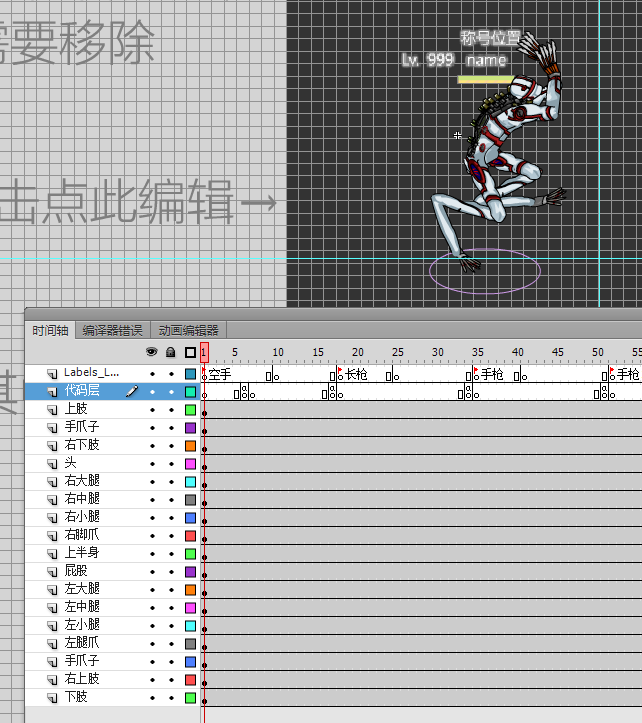 需要移除
称号位置
Lv. 999 name
击点此编辑→
时间轴 编译器错误 动画编辑器
1 5 10 15 20 25 30 35 40 45 50 55
Labels_L... 空手 长枪 手枪 手枪
代码层
上肢
手爪子
右下肢
头
右大腿
右中腿
右小腿
右脚爪
上半身
屁股
左大腿
左中腿
左小腿
左腿爪
手爪子
右上肢
下肢